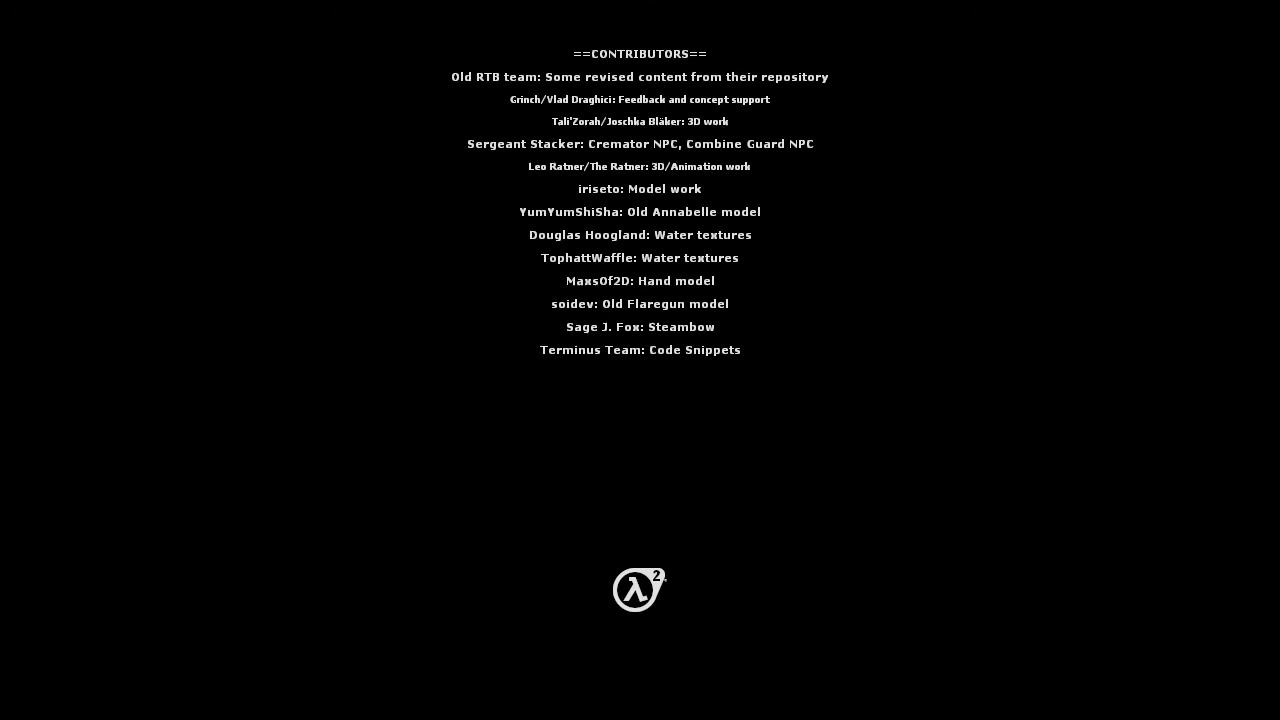 ==CONTRIBUTORS==
Old RTB team: Some revised content from their repository
Grinch/Vlad Draghici: Feedback and concept support
Tali'Zorah/Joschka Bläker: 3D work
Sergeant Stacker: Cremator NPC, Combine Guard NPC
Leo Ratner/The Ratner: 3D/Animation work
iriseto: Model work
YumYumShiSha: Old Annabelle model
Douglas Hoogland: Water textures
TophattWaffle: Water textures
MaxsOf2D: Hand model
soidev: Old Flaregun model
Sage J. Fox: Steambow
Terminus Team: Code Snippets
λ2